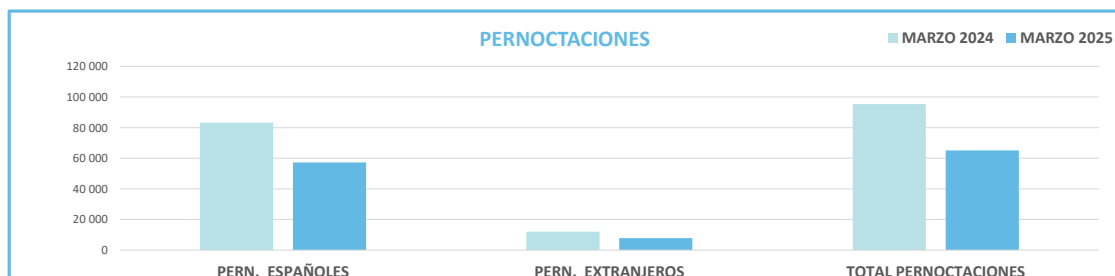 PERNOCTACIONES
MARZO 2024 MARZO 2025
120 000
100 000
80 000
60 000
40 000
20 000
0
PERN. ESPAÑOLES PERN. EXTRANJEROS TOTAL PERNOCTACIONES